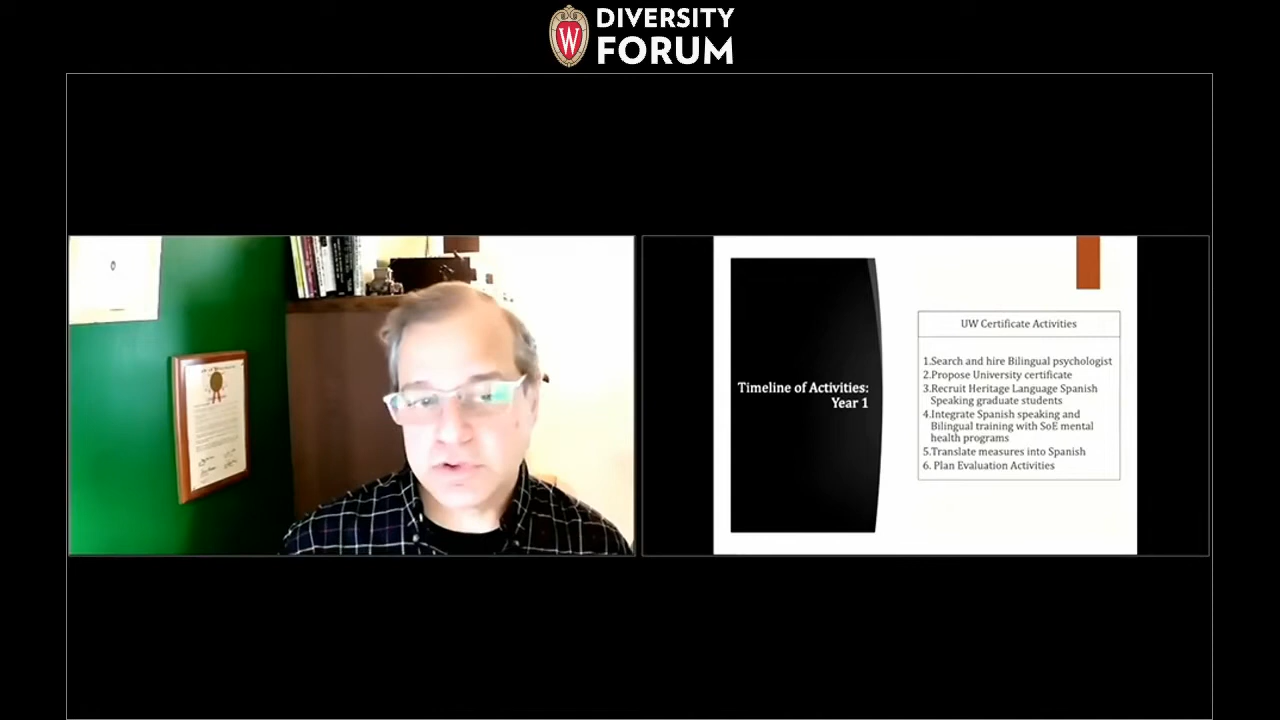 DIVERSITY
FORUM
W
Timeline of Activities:
Year 1
UW Certificate Activities
1.Search and hire Bilingual psychologist
2.Propose University certificate
3.Recruit Heritage Language Spanish
Speaking graduate students
4.Integrate Spanish speaking and
Bilingual training with SoE mental
health programs
5.Translate measures into Spanish
6. Plan Evaluation Activities